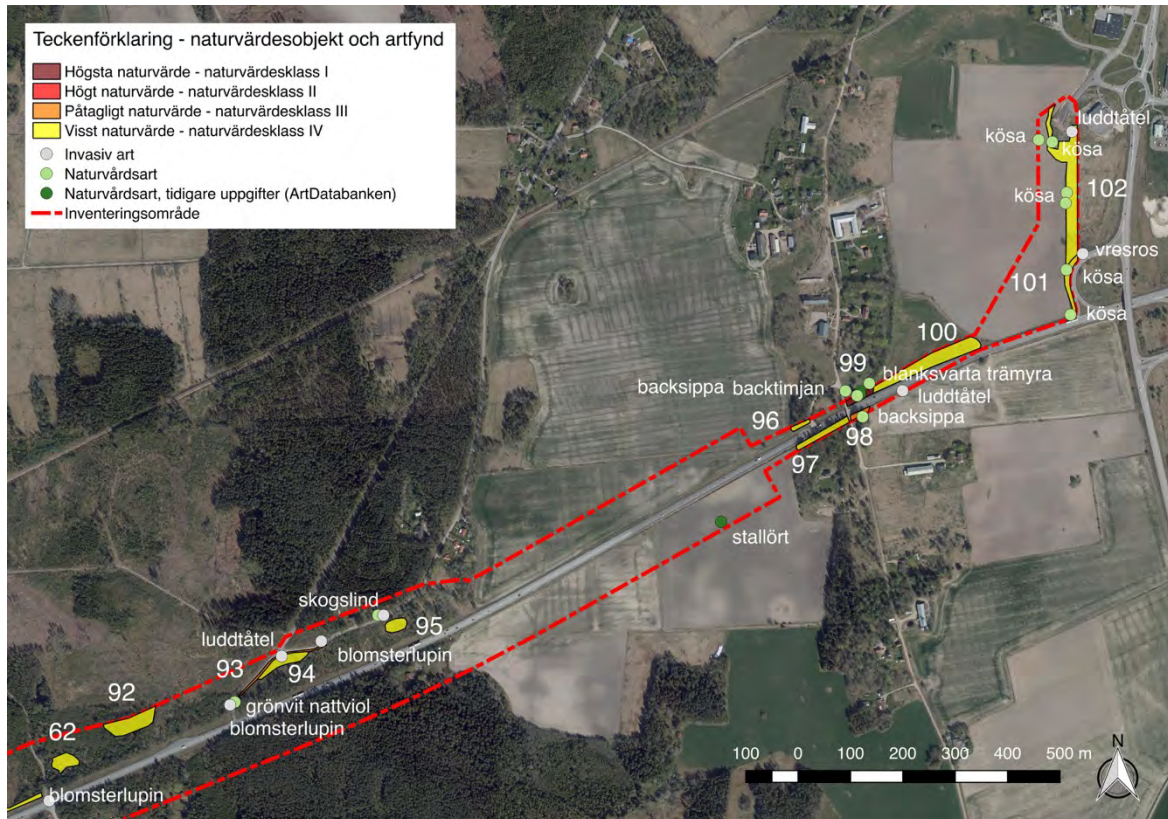 Teckenförklaring - naturvärdesobjekt och artfynd
Högsta naturvärde - naturvärdesklass I
Högt naturvärde - naturvärdesklass II
Påtagligt naturvärde - naturvärdesklass III
Visst naturvärde - naturvärdesklass IV
Invasiv art
Naturvårdsart
Naturvårdsart, tidigare uppgifter (ArtDatabanken)
Inventeringsområde
luddtåtel
kösa
kösa
kösa
102
vresros
101
kösa
kösa
100
99
blanksvarta trämyra
backsippa
backtimjan
luddtåtel
backsippa
96
98
97
stallört
skogslind
95
luddtåtel
blomsterlupin
93
94
92
grönvit nattviol
blomsterlupin
62
blomsterlupin
100 0 100 200 300 400 500 m
N